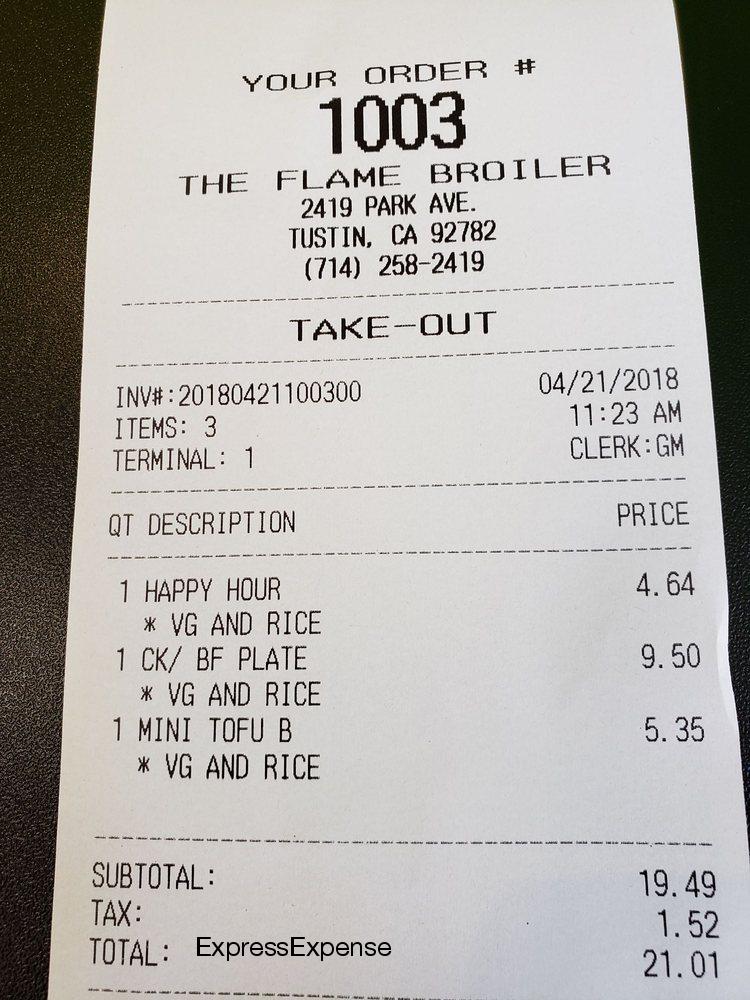 YOUR ORDER #
1003
THE FLAME BROILER
2419 PARK AVE.
TUSTIN, CA 92782
(714) 258-2419
TAKE-OUT
INV#:20180421100300 04/21/2018
ITEMS: 3 11:23 AM
TERMINAL: 1 CLERK:GM
QT DESCRIPTION PRICE
1 HAPPY HOUR 4.64
* VG AND RICE
1 CK/ BF PLATE 9.50
* VG AND RICE
1 MINI TOFU B 5.35
* VG AND RICE
SUBTOTAL: 19.49
TAX: 1.52
TOTAL: ExpressExpense 21.01